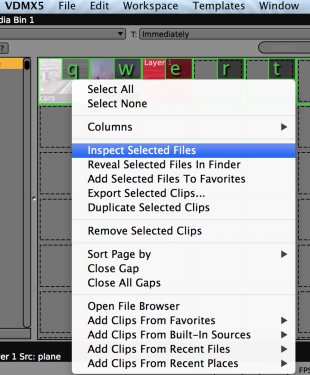 VDMX5 File Edit Workspace Templates Window
dia Bin 1
T: Immediately
?
q w e r t
Layer 1
cars
Select All
Select None
Columns
Inspect Selected Files
Reveal Selected Files In Finder
Add Selected Files To Favorites
Export Selected Clips...
Duplicate Selected Clips
Remove Selected Clips
Sort Page by
Close Gap
Close All Gaps
Open File Browser
Add Clips From Favorites
Add Clips From Built-In Sources
Add Clips From Recent Files
Add Clips From Recent Places
er 1 Src: plane
FPS